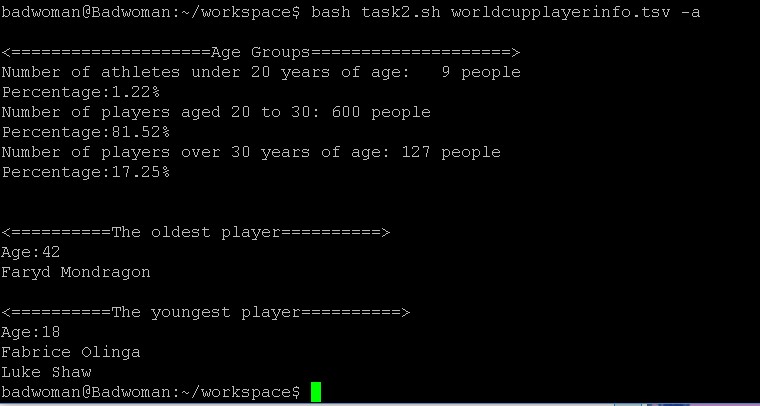 badwoman@Badwoman:~/workspace$ bash task2.sh worldcupplayerinfo.tsv -a
<====================Age Groups====================>
Number of athletes under 20 years of age:   9 people
Percentage:1.22%
Number of players aged 20 to 30: 600 people
Percentage:81.52%
Number of players over 30 years of age: 127 people
Percentage:17.25%
<==========The oldest player==========>
Age:42
Faryd Mondragon
<==========The youngest player==========>
Age:18
Fabrice Olinga
Luke Shaw
badwoman@Badwoman:~/workspace$